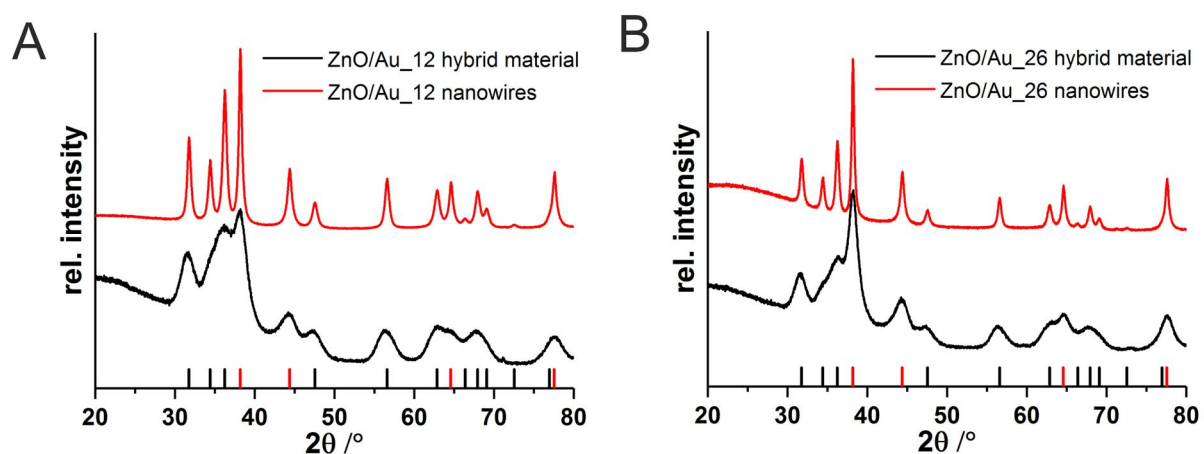 A
ZnO/Au_12 hybrid material
ZnO/Au_12 nanowires
rel. intensity
20 30 40 50 60 70 80
2θ /°
B
ZnO/Au_26 hybrid material
ZnO/Au_26 nanowires
rel. intensity
20 30 40 50 60 70 80
2θ /°